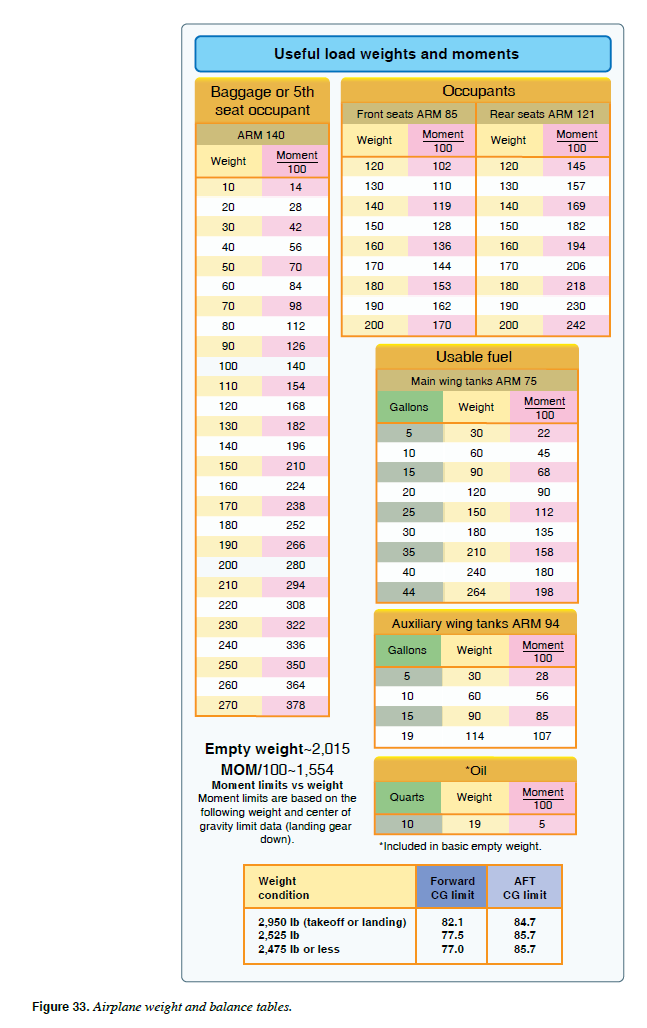 Useful load weights and moments
Baggage or 5th
seat occupant
ARM 140
Weight Moment
100
10 14
20 28
30 42
40 56
50 70
60 84
70 98
80 112
90 126
100 140
110 154
120 168
130 182
140 196
150 210
160 224
170 238
180 252
190 266
200 280
210 294
220 308
230 322
240 336
250 350
260 364
270 378
Occupants
Front seats ARM 85 Rear seats ARM 121
Weight Moment Weight Moment
100 100
120 102 120 145
130 110 130 157
140 119 140 169
150 128 150 182
160 136 160 194
170 144 170 206
180 153 180 218
190 162 190 230
200 170 200 242
Usable fuel
Main wing tanks ARM 75
Gallons Weight Moment
100
5 30 22
10 60 45
15 90 68
20 120 90
25 150 112
30 180 135
35 210 158
40 240 180
44 264 198
Auxiliary wing tanks ARM 94
Gallons Weight Moment
100
5 30 28
10 60 56
15 90 85
19 114 107
*Oil
Quarts Weight Moment
100
10 19 5
*Included in basic empty weight.
Empty weight~2,015
MOM/100~1,554
Moment limits vs weight
Moment limits are based on the
following weight and center of
gravity limit data (landing gear
down).
Weight Forward AFT
condition CG limit CG limit
2,950 lb (takeoff or landing) 82.1 84.7
2,525 lb 77.5 85.7
2,475 lb or less 77.0 85.7
Figure 33. Airplane weight and balance tables.